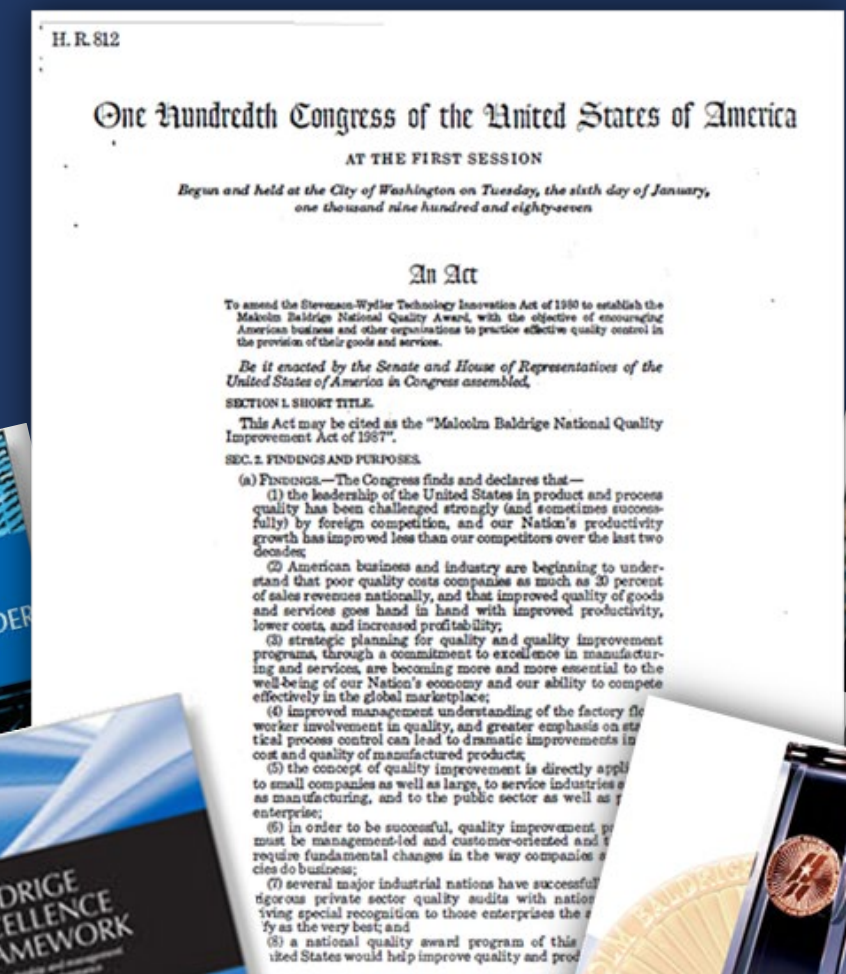 H. R. 812
One Hundredth Congress of the United States of America
AT THE FIRST SESSION
Begun and held at the City of Washington on Tuesday, the sixth day of January,
one thousand nine hundred and eighty-seven
An Act
To amend the Stevenson-Wydler Technology Innovation Act of 1980 to establish the
Malcolm Baldrige National Quality Award, with the objective of encouraging
American business and other organizations to practice effective quality control in
the provision of their goods and services.
Be it enacted by the Senate and House of Representatives of the
United States of America in Congress assembled,
SECTION 1. SHORT TITLE.
This Act may be cited as the “Malcolm Baldrige National Quality
Improvement Act of 1987”.
SEC. 2. FINDINGS AND PURPOSES.
(a) FINDINGS.—The Congress finds and declares that—
(1) the leadership of the United States in product and process
quality has been challenged strongly (and sometimes success-
fully) by foreign competition, and our Nation's productivity
growth has improved less than our competitors over the last two
decades;
(2) American business and industry are beginning to under-
stand that poor quality costs companies as much as 20 percent
of sales revenues nationally, and that improved quality of goods
and services goes hand in hand with improved productivity,
lower costs, and increased profitability;
(3) strategic planning for quality and quality improvement
programs, through a commitment to excellence in manufactur-
ing and services, are becoming more and more essential to the
well-being of our Nation's economy and our ability to compete
effectively in the global marketplace;
(4) improved management understanding of the factory flo
worker involvement in quality, and greater emphasis on sta
tical process control can lead to dramatic improvements in
cost and quality of manufactured products;
(5) the concept of quality improvement is directly appli
to small companies as well as large, to service industries
as manufacturing, and to the public sector as well as p
enterprise;
(6) in order to be successful, quality improvement p
must be management-led and customer-oriented and t
require fundamental changes in the way companies a
cies do business;
(7) several major industrial nations have successful
rigorous private sector quality audits with nation
iving special recognition to those enterprises the a
fy as the very best; and
(8) a national quality award program of this
ited States would help improve quality and prod
DER
DRIGE
ELLENCE
AMEWORK